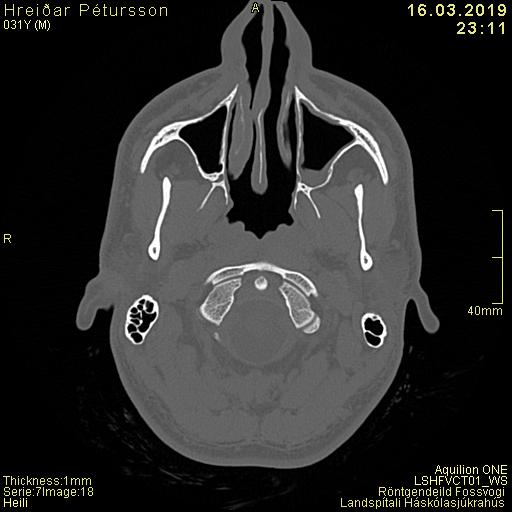 Hreiðar Pétursson
031Y (M)
A
16.03.2019
23:11
R
40mm
Thickness:1mm
Serie:7Image:18
Heili
Aquilion ONE
LSHFVCT01_WS
Röntgendeild Fossvogi
Landspítali Háskólasjúkrahús